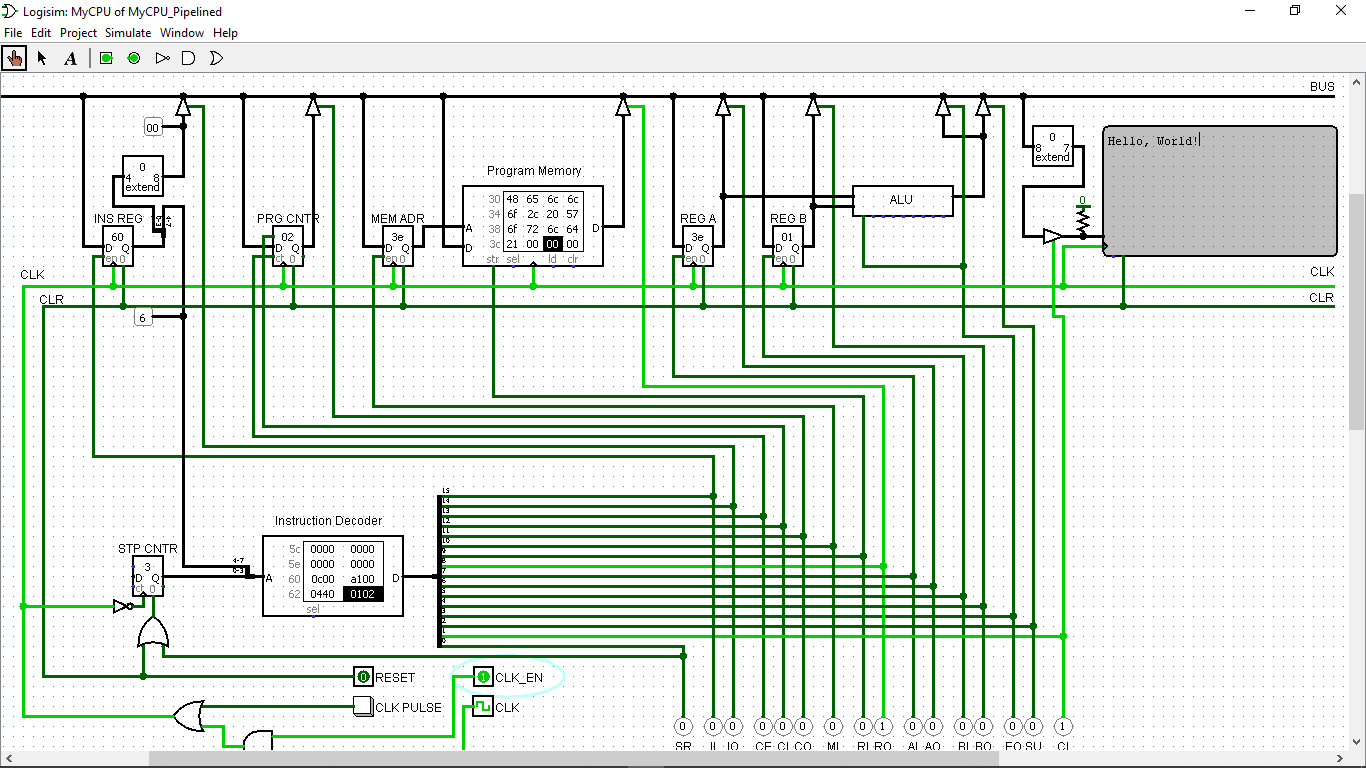 Logisim: MyCPU of MyCPU_Pipelined
File Edit Project Simulate Window Help
A
BUS
00
0
4 8
extend
0
8 7
extend
Hello, World!
Program Memory
30 48 65 6c 6c
34 6f 2c 20 57
38 6f 72 6c 64
3c 21 00 00 00
A
D
D
str sel ld clr
INS REG
60
D Q
en 0
PRG CNTR
02
D Q
ct 0
MEM ADR
3e
D Q
en 0
REG A
3e
D Q
en 0
REG B
01
D Q
en 0
ALU
0
CLK
CLK
CLR
CLR
6
Instruction Decoder
5c 0000 0000
5e 0000 0000
60 0c00 a100
62 0440 0102
A
D
sel
STP CNTR
3
D Q
ct 0
4-7
0-3
15
14
13
12
11
10
9
8
7
6
5
4
3
2
1
0
0 RESET
1 CLK_EN
CLK PULSE
CLK
0 0 0 0 0 0 0 0 1 0 0 0 0 0 0 1
SR II IO CE CJ CO MI RI RO AI AO BI BO EO SU CI